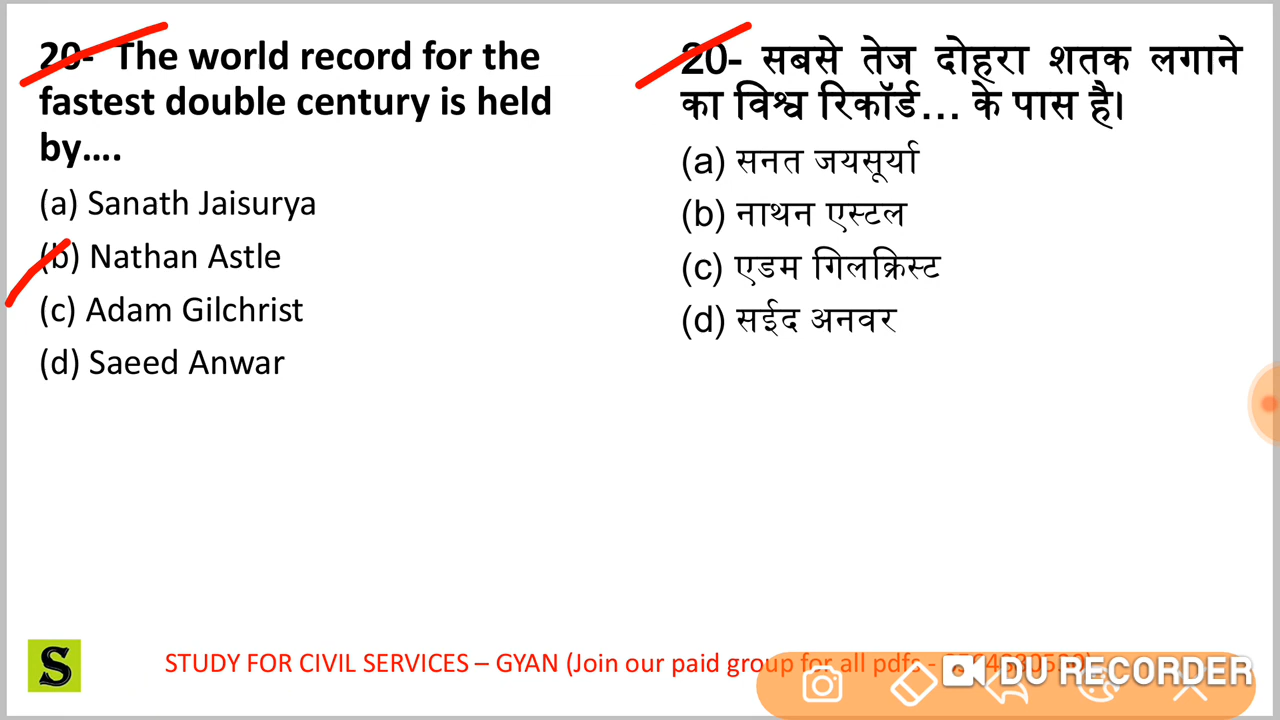 20- The world record for the
fastest double century is held
by....
(a) Sanath Jaisurya
(b) Nathan Astle
(c) Adam Gilchrist
(d) Saeed Anwar
20- सबसे तेज दोहरा शतक लगाने
का विश्व रिकॉर्ड... के पास है।
(a) सनत जयसूर्या
(b) नाथन एस्टल
(c) एडम गिलक्रिस्ट
(d) सईद अनवर
S
STUDY FOR CIVIL SERVICES – GYAN (Join our paid group for all pdfs -
DU RECORDER